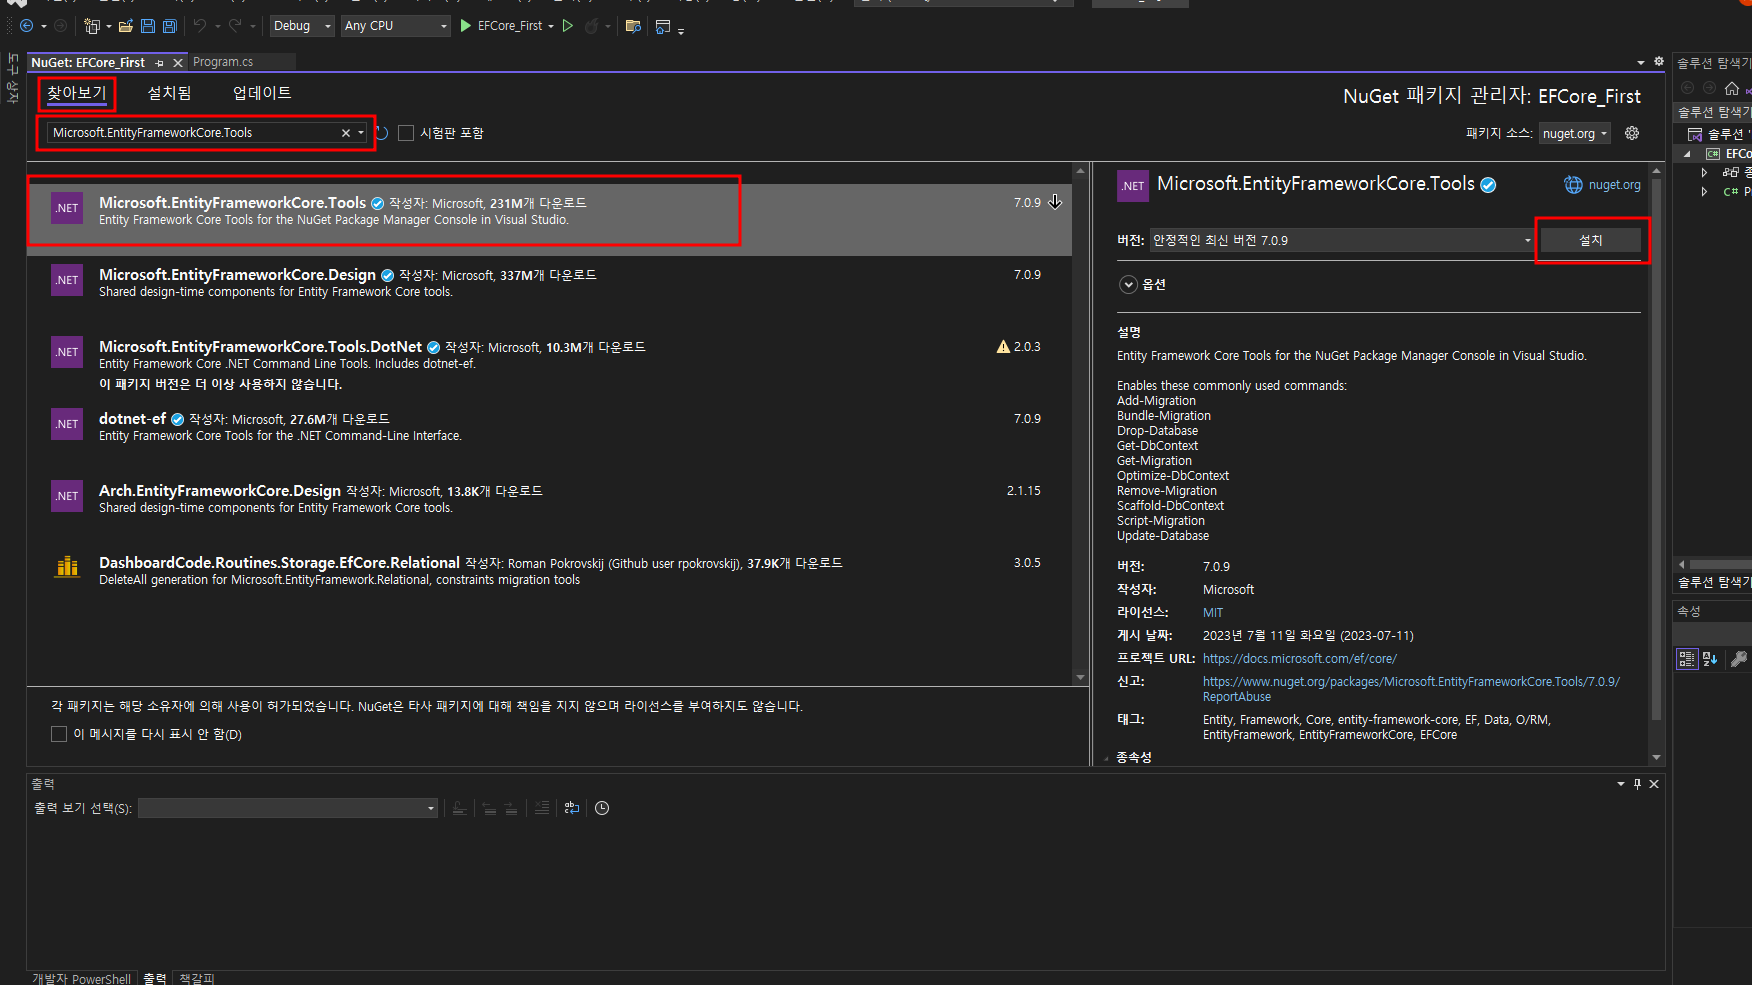 Debug
Any CPU
EFCore_First
도구 상자
NuGet: EFCore_First
Program.cs
찾아보기
설치됨
업데이트
NuGet 패키지 관리자: EFCore_First
Microsoft.EntityFrameworkCore.Tools
시험판 포함
패키지 소스: nuget.org
.NET
Microsoft.EntityFrameworkCore.Tools 작성자: Microsoft, 231M개 다운로드
7.0.9
Entity Framework Core Tools for the NuGet Package Manager Console in Visual Studio.
.NET
Microsoft.EntityFrameworkCore.Design 작성자: Microsoft, 337M개 다운로드
7.0.9
Shared design-time components for Entity Framework Core tools.
.NET
Microsoft.EntityFrameworkCore.Tools.DotNet 작성자: Microsoft, 10.3M개 다운로드
2.0.3
Entity Framework Core .NET Command Line Tools. Includes dotnet-ef.
이 패키지 버전은 더 이상 사용하지 않습니다.
.NET
dotnet-ef 작성자: Microsoft, 27.6M개 다운로드
7.0.9
Entity Framework Core Tools for the .NET Command-Line Interface.
.NET
Arch.EntityFrameworkCore.Design 작성자: Microsoft, 13.8K개 다운로드
2.1.15
Shared design-time components for Entity Framework Core tools.
DashboardCode.Routines.Storage.EfCore.Relational 작성자: Roman Pokrovskij (Github user rpokrovskij), 37.9K개 다운로드
3.0.5
DeleteAll generation for Microsoft.EntityFramework.Relational, constraints migration tools
각 패키지는 해당 소유자에 의해 사용이 허가되었습니다. NuGet은 타사 패키지에 대해 책임을 지지 않으며 라이선스를 부여하지도 않습니다.
이 메시지를 다시 표시 안 함(D)
.NET
Microsoft.EntityFrameworkCore.Tools
nuget.org
버전: 안정적인 최신 버전 7.0.9
설치
옵션
설명
Entity Framework Core Tools for the NuGet Package Manager Console in Visual Studio.
Enables these commonly used commands:
Add-Migration
Bundle-Migration
Drop-Database
Get-DbContext
Get-Migration
Optimize-DbContext
Remove-Migration
Scaffold-DbContext
Script-Migration
Update-Database
버전: 7.0.9
작성자: Microsoft
라이선스: MIT
게시 날짜: 2023년 7월 11일 화요일 (2023-07-11)
프로젝트 URL: https://docs.microsoft.com/ef/core/
신고: https://www.nuget.org/packages/Microsoft.EntityFrameworkCore.Tools/7.0.9/
ReportAbuse
태그: Entity, Framework, Core, entity-framework-core, EF, Data, O/RM,
EntityFramework, EntityFrameworkCore, EFCore
종속성
출력
출력 보기 선택(S):
개발자 PowerShell
출력
책갈피
솔루션 탐색기
솔루션 탐색기
솔루션 '
C# EFCo
종
C# P
솔루션 탐색기
속성